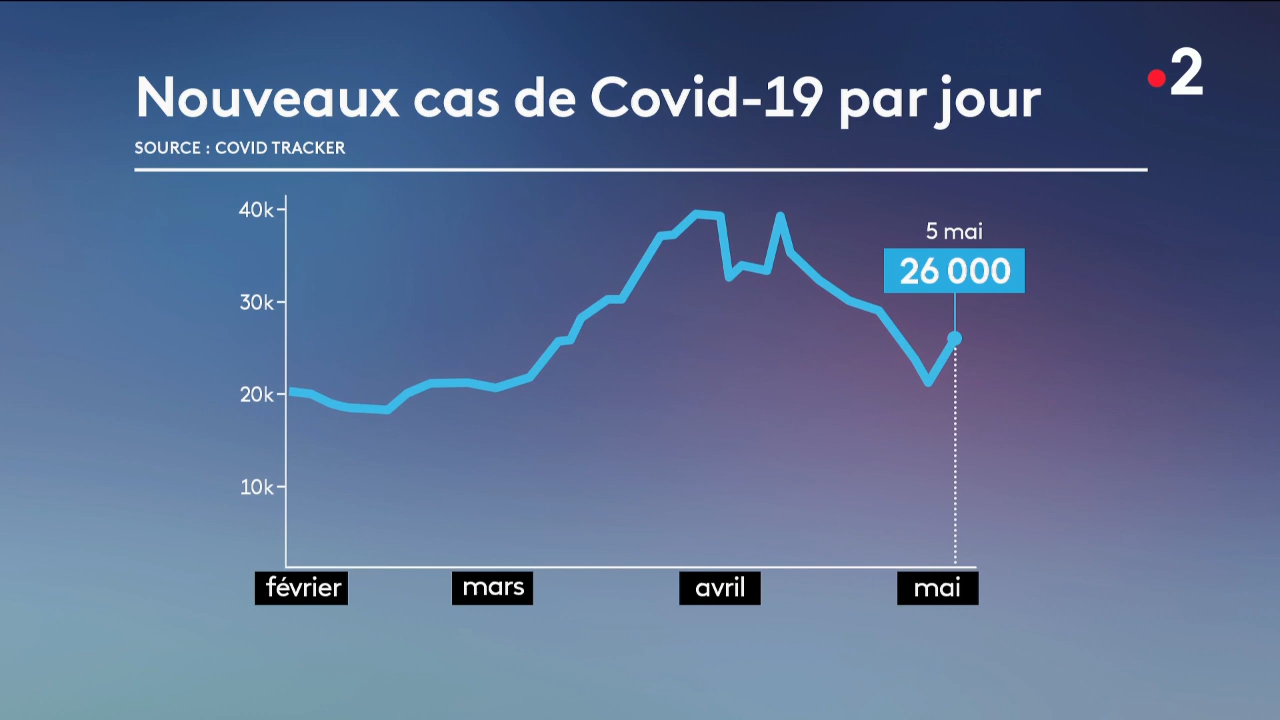 Nouveaux cas de Covid-19 par jour
2
SOURCE : COVID TRACKER
40k
5 mai
26 000
30k
20k
10k
février mars avril mai